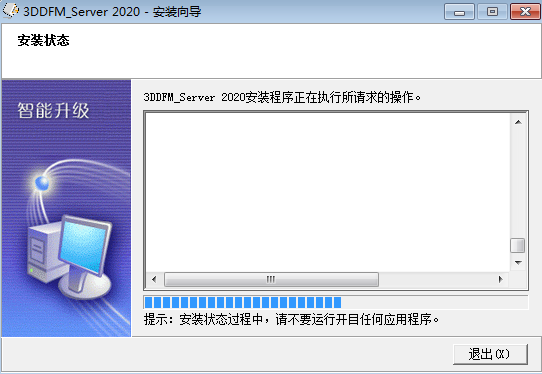 3DDFM_Server 2020 - 安装向导
安装状态
智能升级
3DDFM_Server 2020安装程序正在执行所请求的操作。
提示: 安装状态过程中，请不要运行开目任何应用程序。
退出(X)